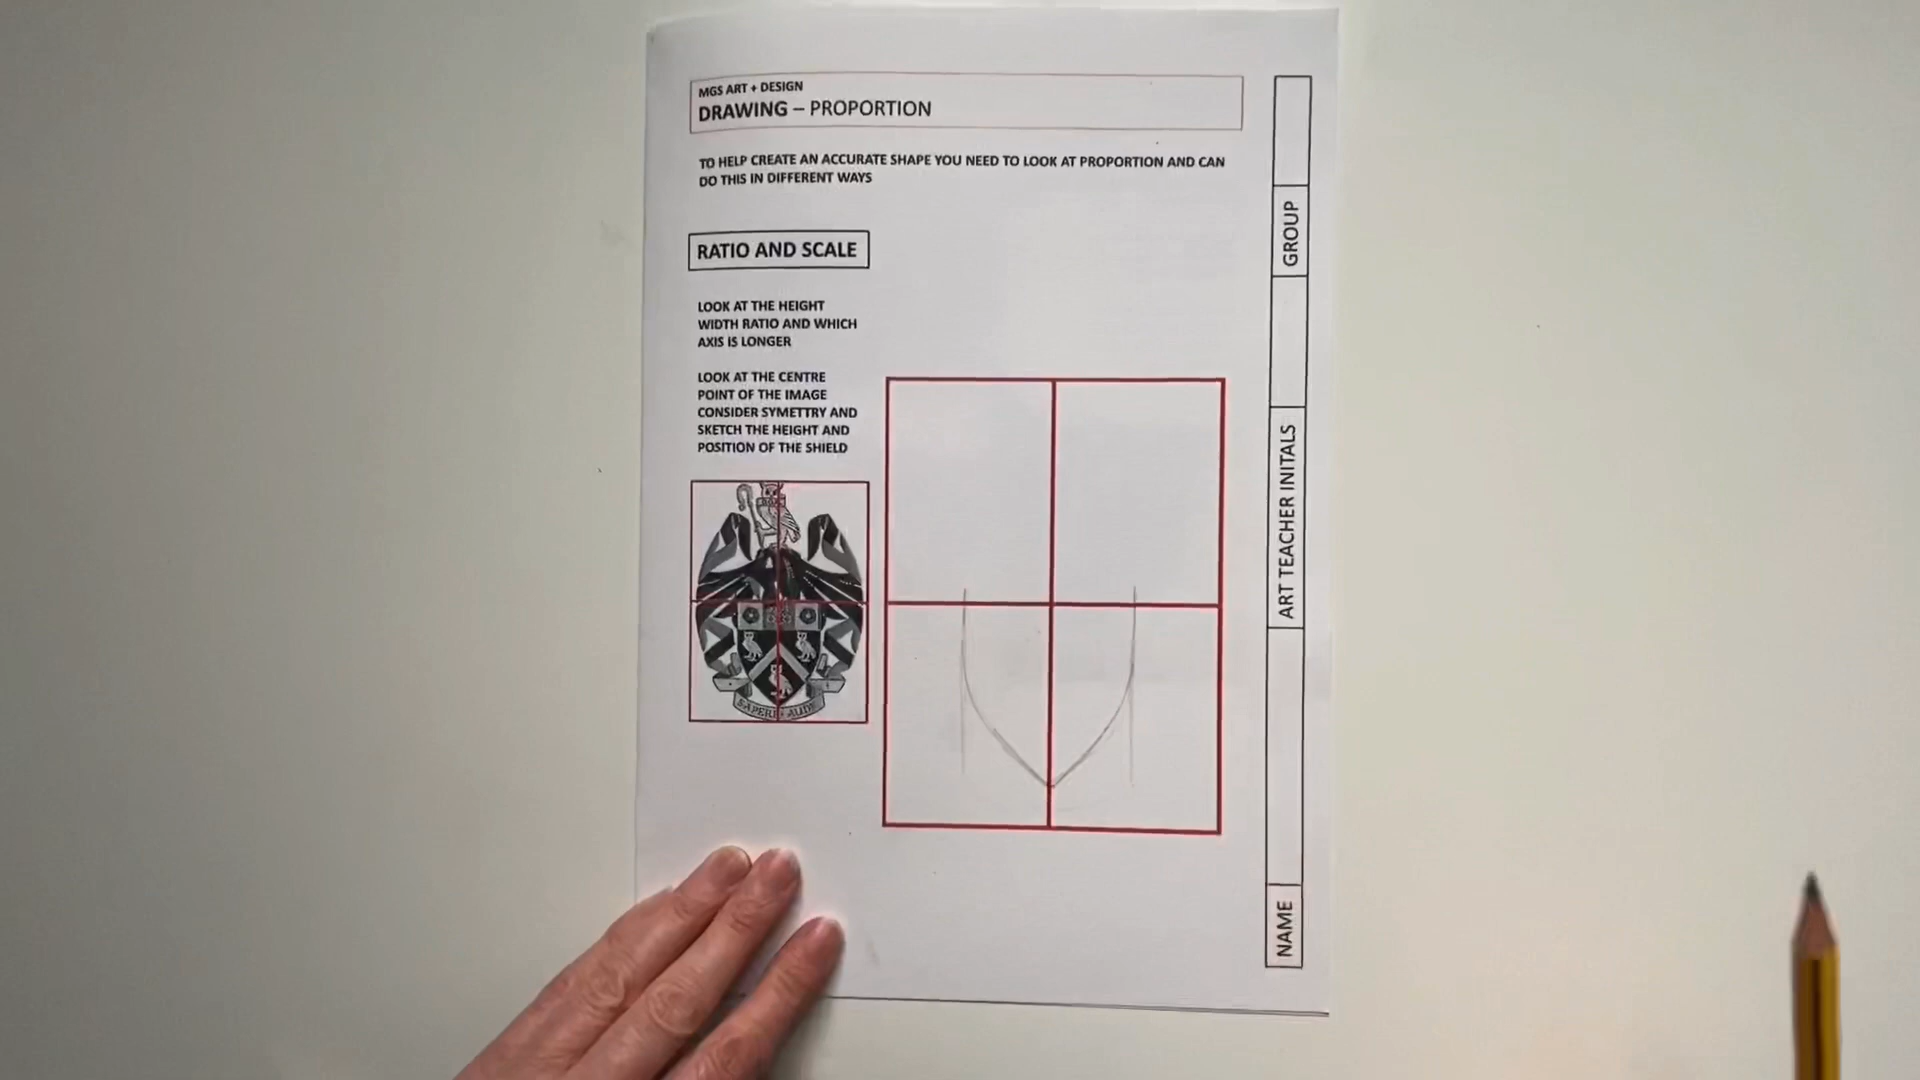 MGS ART + DESIGN
DRAWING – PROPORTION
TO HELP CREATE AN ACCURATE SHAPE YOU NEED TO LOOK AT PROPORTION AND CAN
DO THIS IN DIFFERENT WAYS
RATIO AND SCALE
LOOK AT THE HEIGHT
WIDTH RATIO AND WHICH
AXIS IS LONGER
LOOK AT THE CENTRE
POINT OF THE IMAGE
CONSIDER SYMETTRY AND
SKETCH THE HEIGHT AND
POSITION OF THE SHIELD
SAPERE AUDE
NAME
ART TEACHER INITALS
GROUP